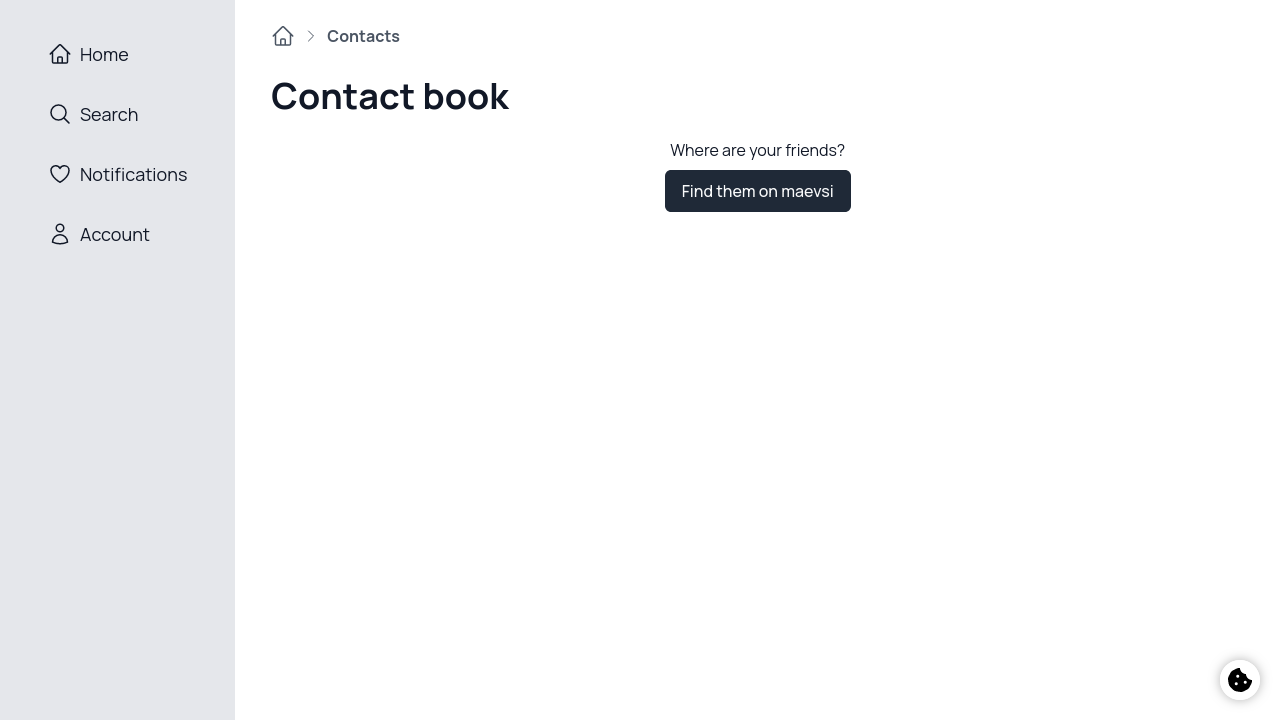 Home
Search
Notifications
Account
Contacts
Contact book
Where are your friends?
Find them on maevsi